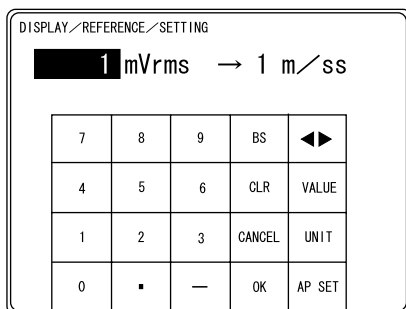 DISPLAY／REFERENCE／SETTING
1 mVrms → 1 m／ss
7 8 9 BS ◀▶
4 5 6 CLR VALUE
1 2 3 CANCEL UNIT
0 ▪ — OK AP SET